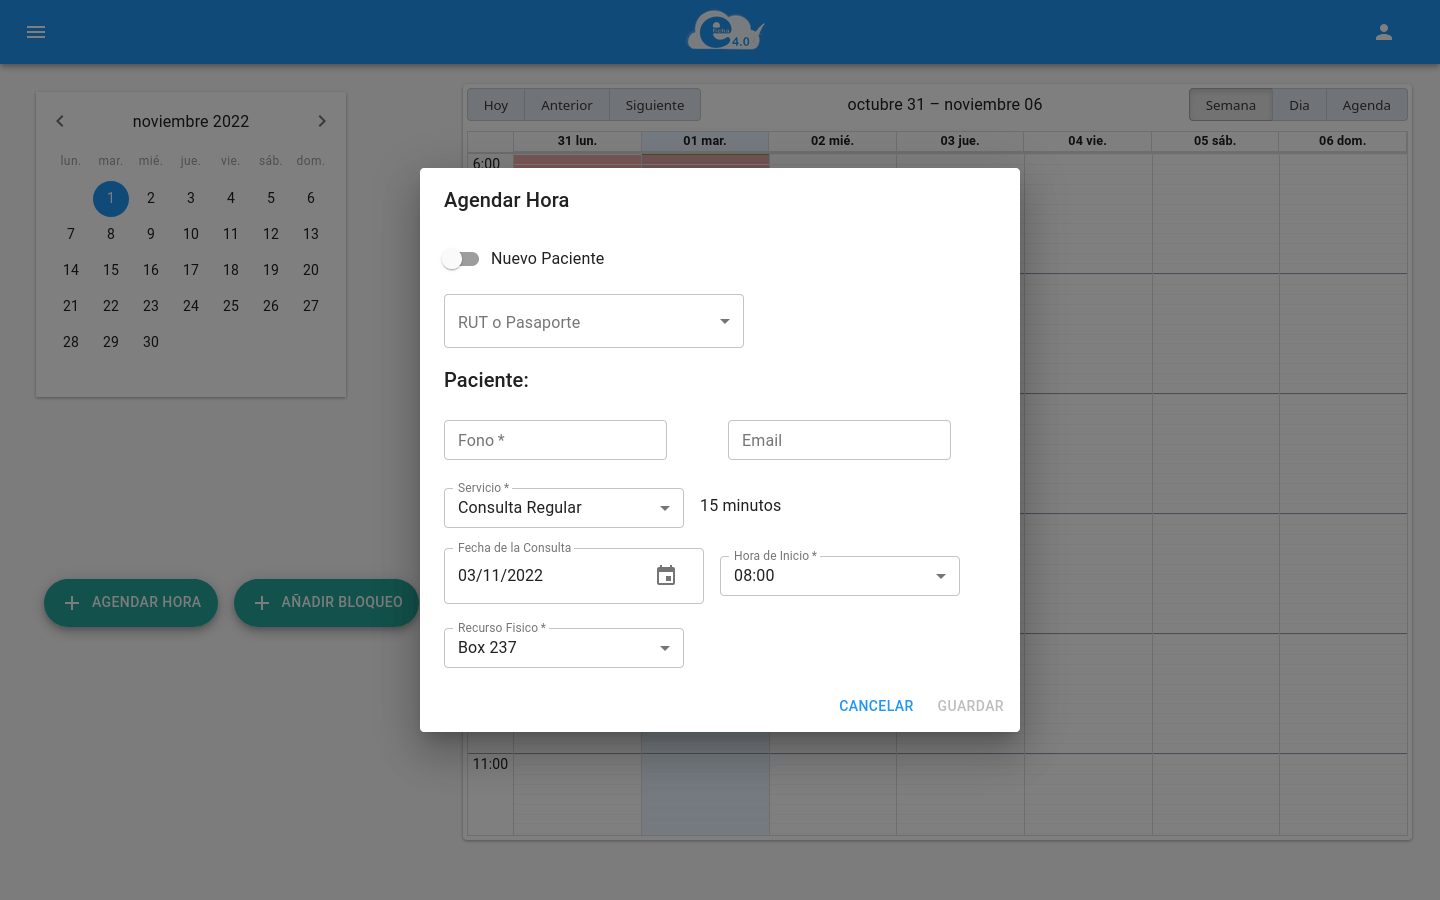 4.0
noviembre 2022
lun. mar. mié. jue. vie. sáb. dom.
1 2 3 4 5 6
7 8 9 10 11 12 13
14 15 16 17 18 19 20
21 22 23 24 25 26 27
28 29 30
AGENDAR HORA
AÑADIR BLOQUEO
Hoy Anterior Siguiente
octubre 31 – noviembre 06
Semana Dia Agenda
31 lun. 01 mar. 02 mié. 03 jue. 04 vie. 05 sáb. 06 dom.
6:00
11:00
Agendar Hora
Nuevo Paciente
RUT o Pasaporte
Paciente:
Fono *
Email
Servicio *
Consulta Regular
15 minutos
Fecha de la Consulta
03/11/2022
Hora de Inicio *
08:00
Recurso Fisico *
Box 237
CANCELAR GUARDAR